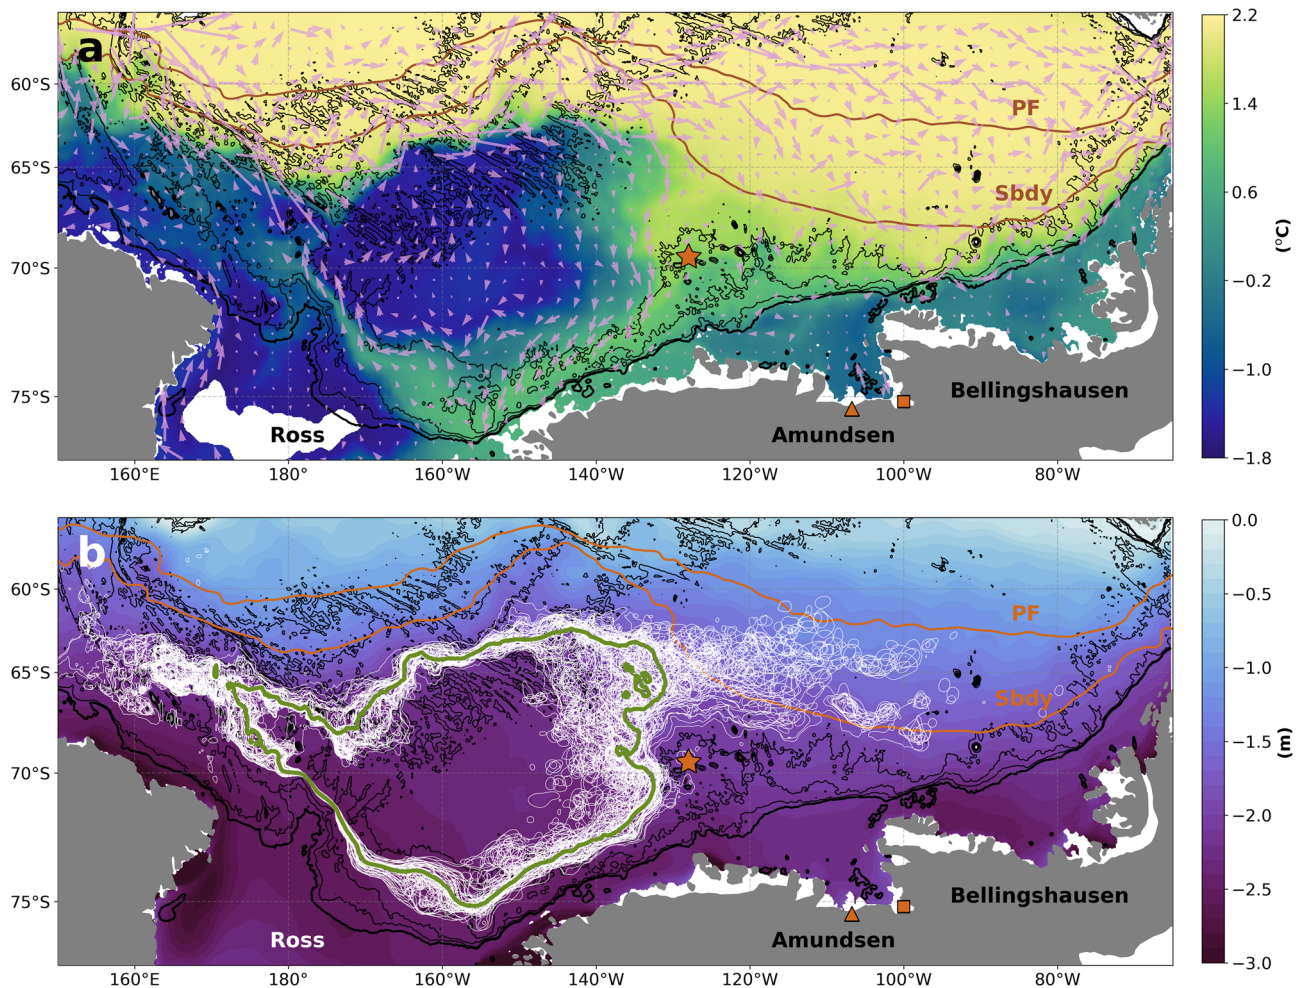 a
PF
Sbdy
Ross
Amundsen
Bellingshausen
60°S
65°S
70°S
75°S
160°E
180°
160°W
140°W
120°W
100°W
80°W
2.2
1.4
0.6
−0.2
−1.0
−1.8
(°C)
b
PF
Sbdy
Ross
Amundsen
Bellingshausen
60°S
65°S
70°S
75°S
160°E
180°
160°W
140°W
120°W
100°W
80°W
0.0
−0.5
−1.0
−1.5
−2.0
−2.5
−3.0
(m)